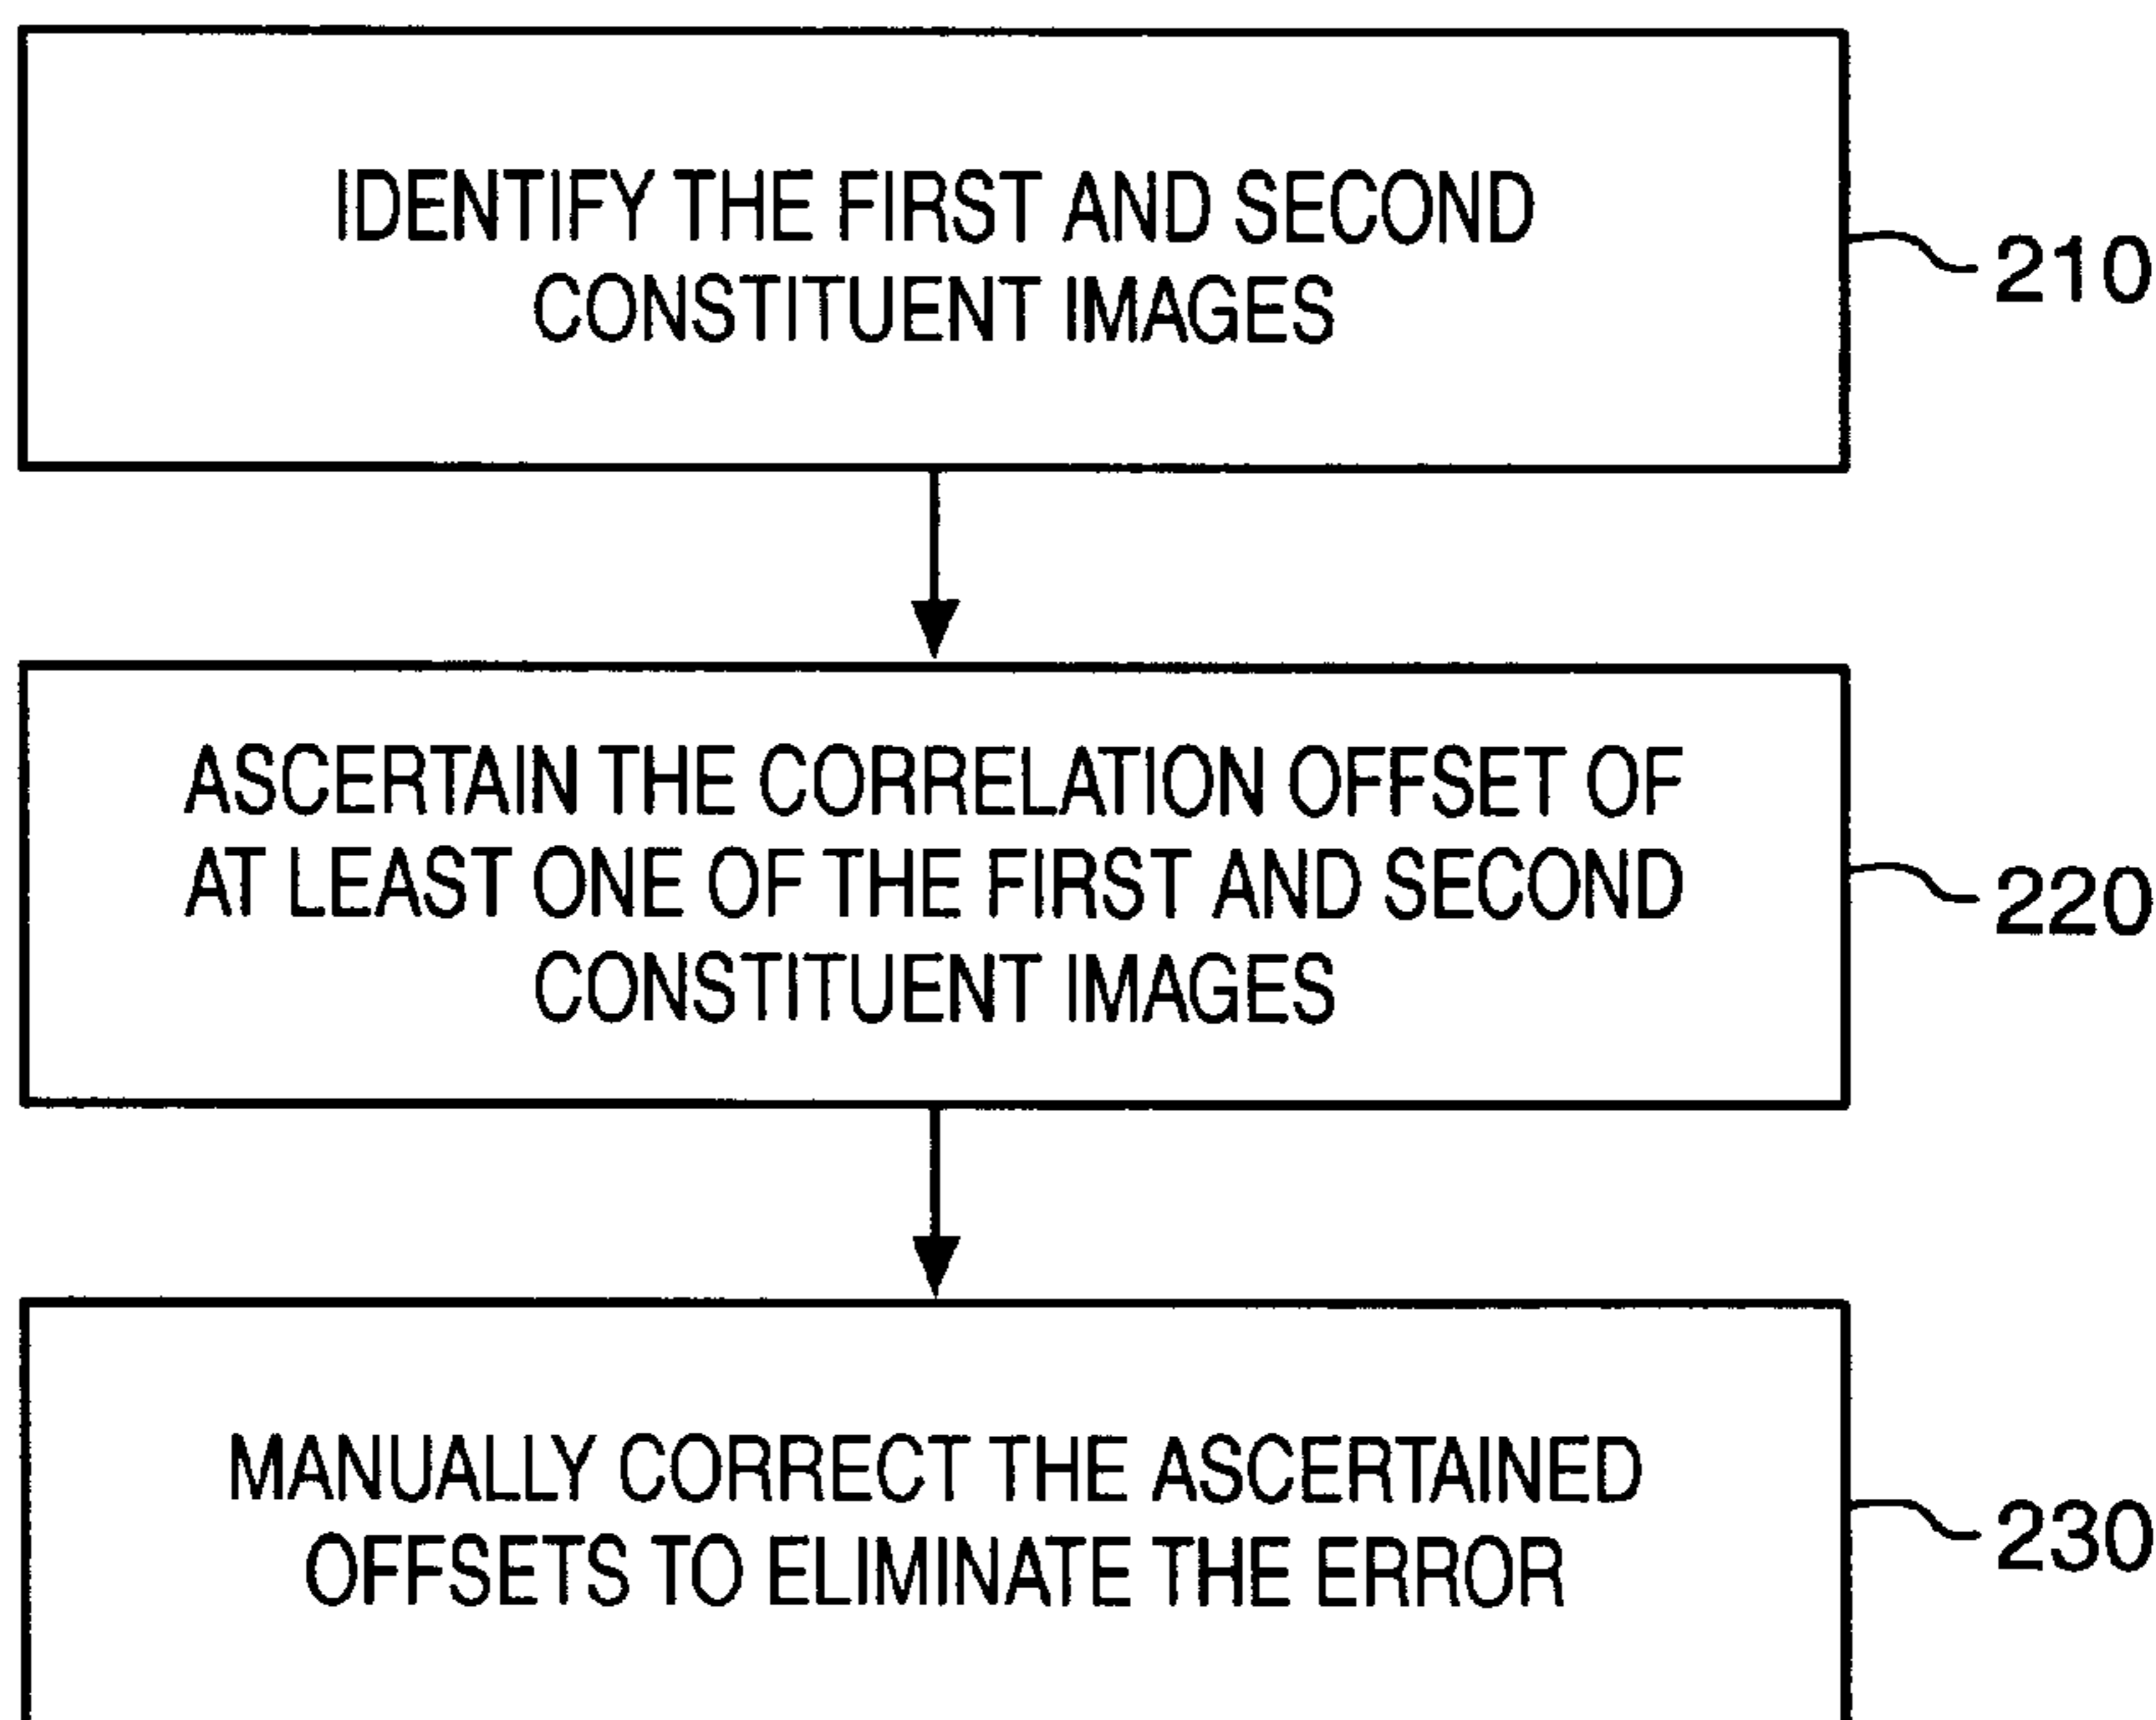 IDENTIFY THE FIRST AND SECOND
CONSTITUENT IMAGES
210
ASCERTAIN THE CORRELATION OFFSET OF
AT LEAST ONE OF THE FIRST AND SECOND
CONSTITUENT IMAGES
220
MANUALLY CORRECT THE ASCERTAINED
OFFSETS TO ELIMINATE THE ERROR
230